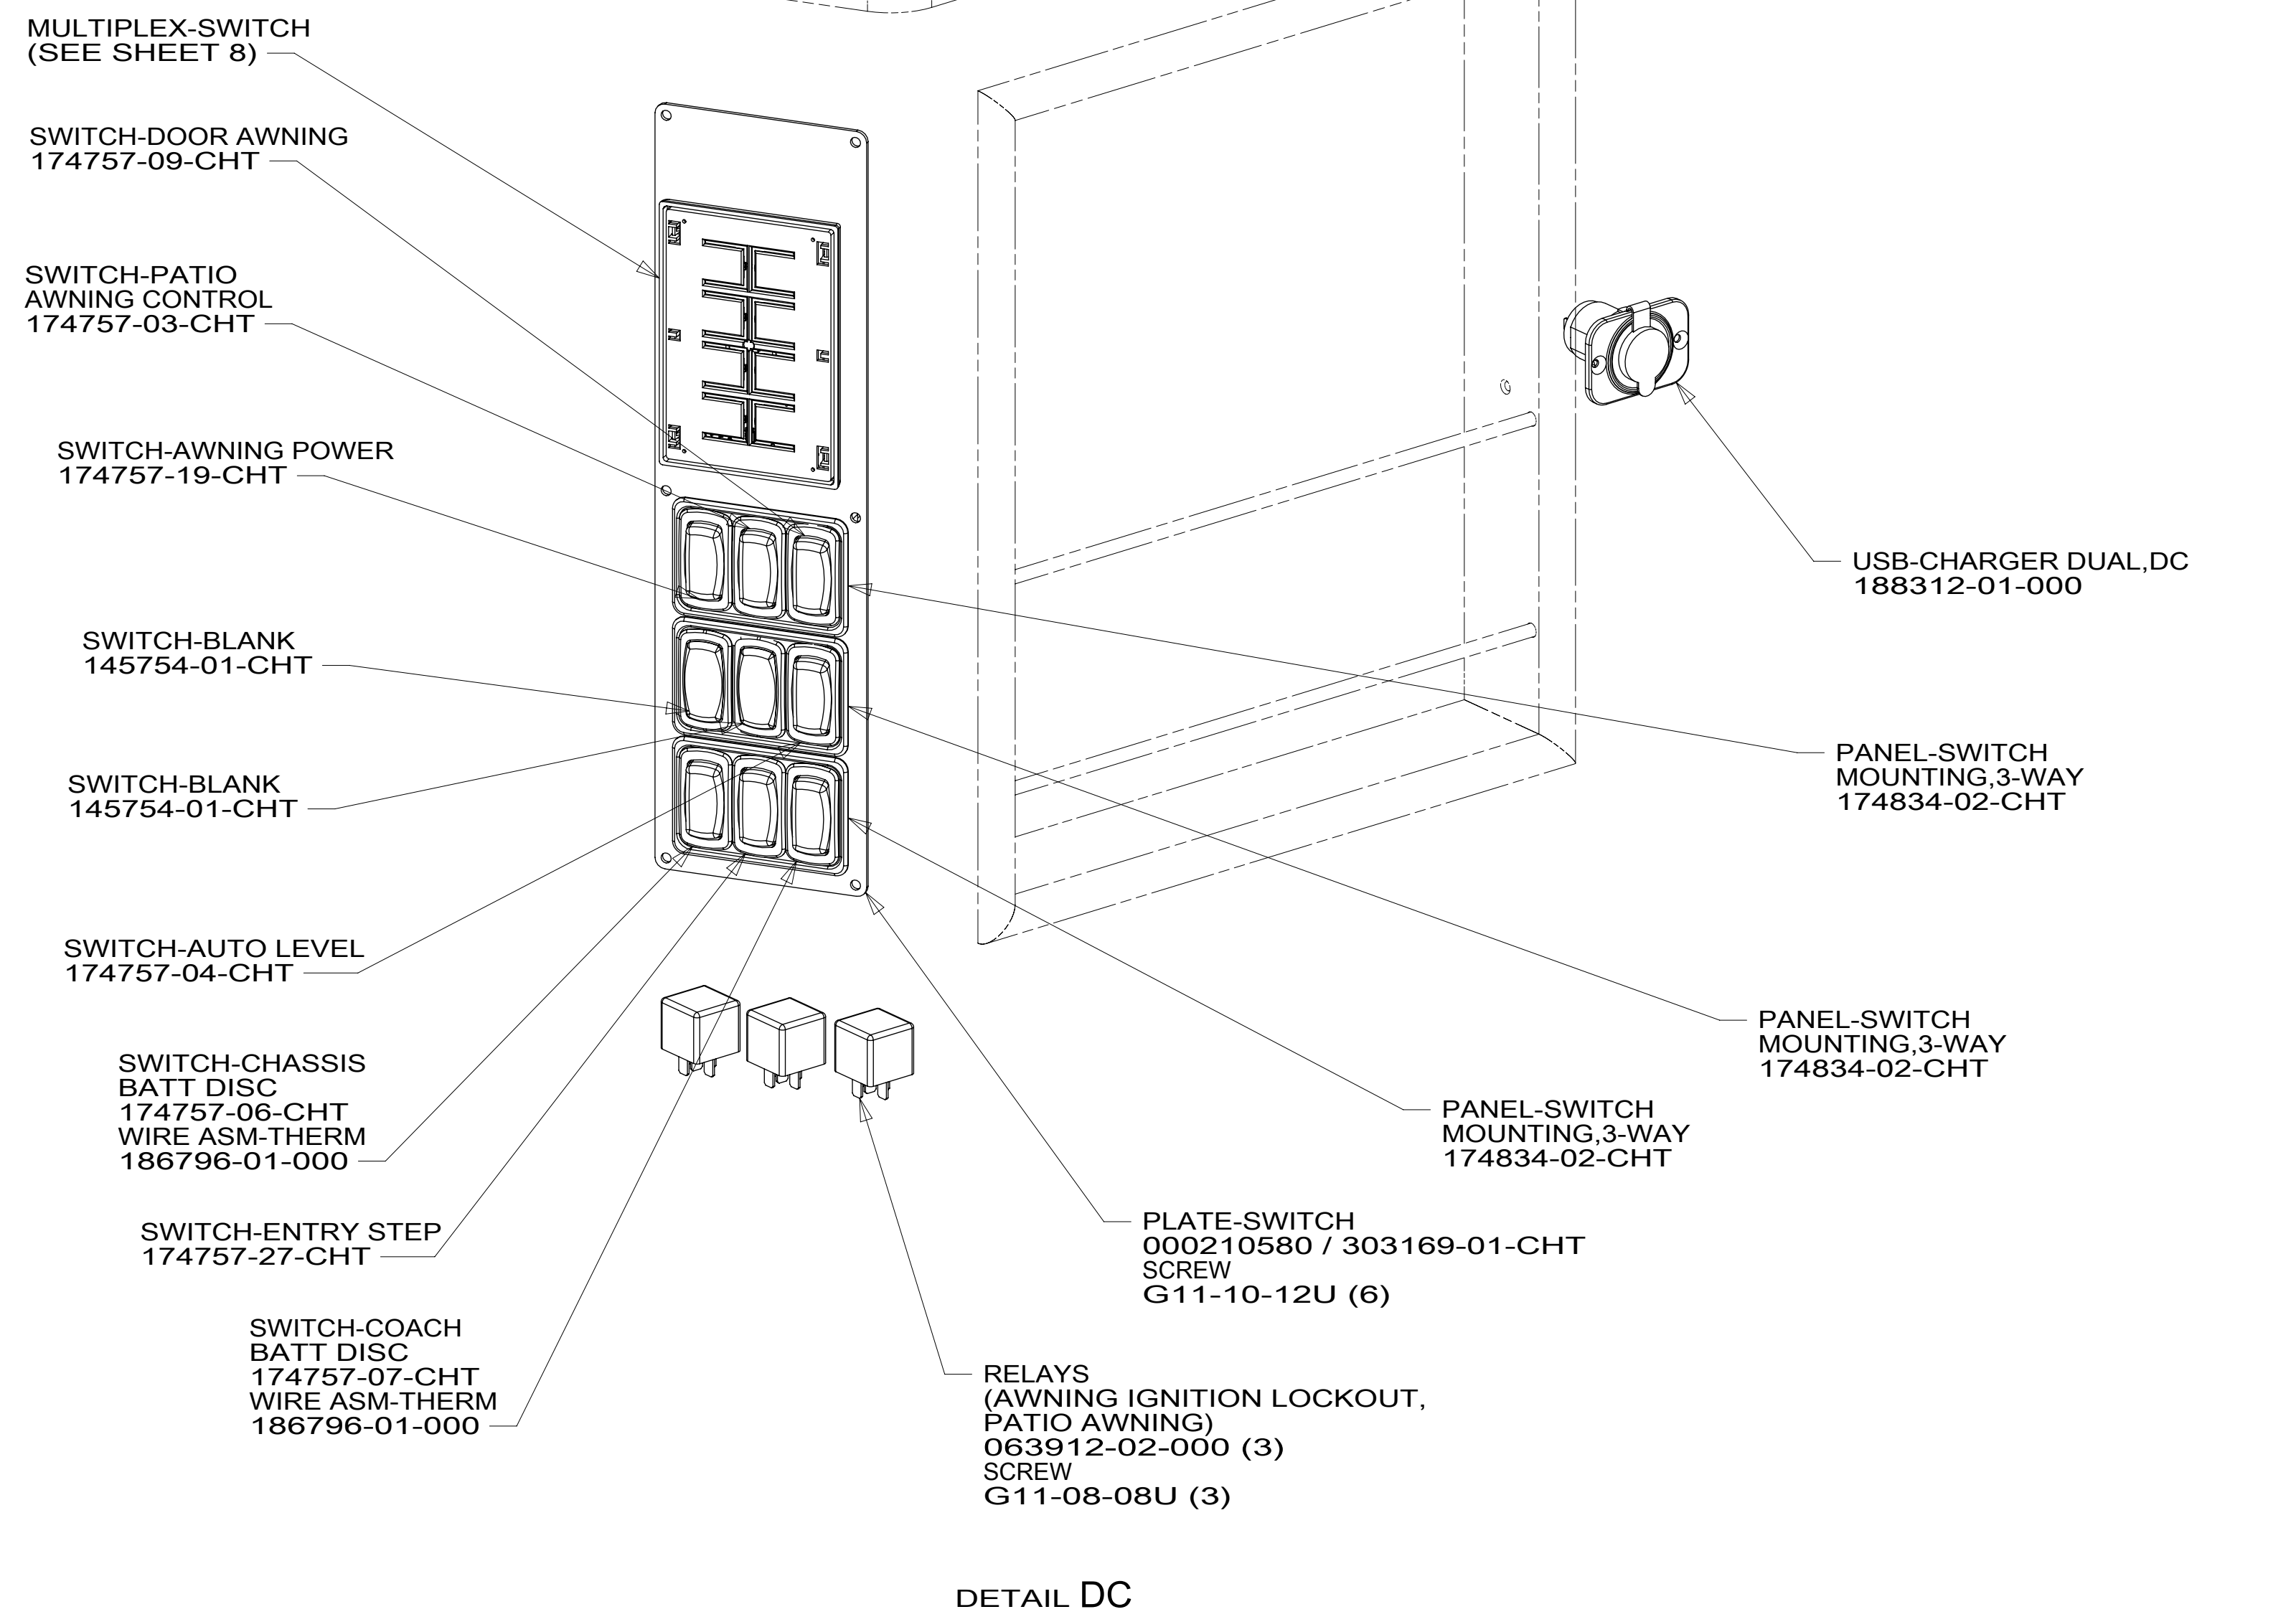 MULTIPLEX-SWITCH
(SEE SHEET 8)
SWITCH-DOOR AWNING
174757-09-CHT
SWITCH-PATIO
AWNING CONTROL
174757-03-CHT
SWITCH-AWNING POWER
174757-19-CHT
SWITCH-BLANK
145754-01-CHT
SWITCH-BLANK
145754-01-CHT
SWITCH-AUTO LEVEL
174757-04-CHT
SWITCH-CHASSIS
BATT DISC
174757-06-CHT
WIRE ASM-THERM
186796-01-000
SWITCH-ENTRY STEP
174757-27-CHT
SWITCH-COACH
BATT DISC
174757-07-CHT
WIRE ASM-THERM
186796-01-000
USB-CHARGER DUAL,DC
188312-01-000
PANEL-SWITCH
MOUNTING,3-WAY
174834-02-CHT
PANEL-SWITCH
MOUNTING,3-WAY
174834-02-CHT
PANEL-SWITCH
MOUNTING,3-WAY
174834-02-CHT
PLATE-SWITCH
000210580 / 303169-01-CHT
SCREW
G11-10-12U (6)
RELAYS
(AWNING IGNITION LOCKOUT,
PATIO AWNING)
063912-02-000 (3)
SCREW
G11-08-08U (3)
DETAIL DC